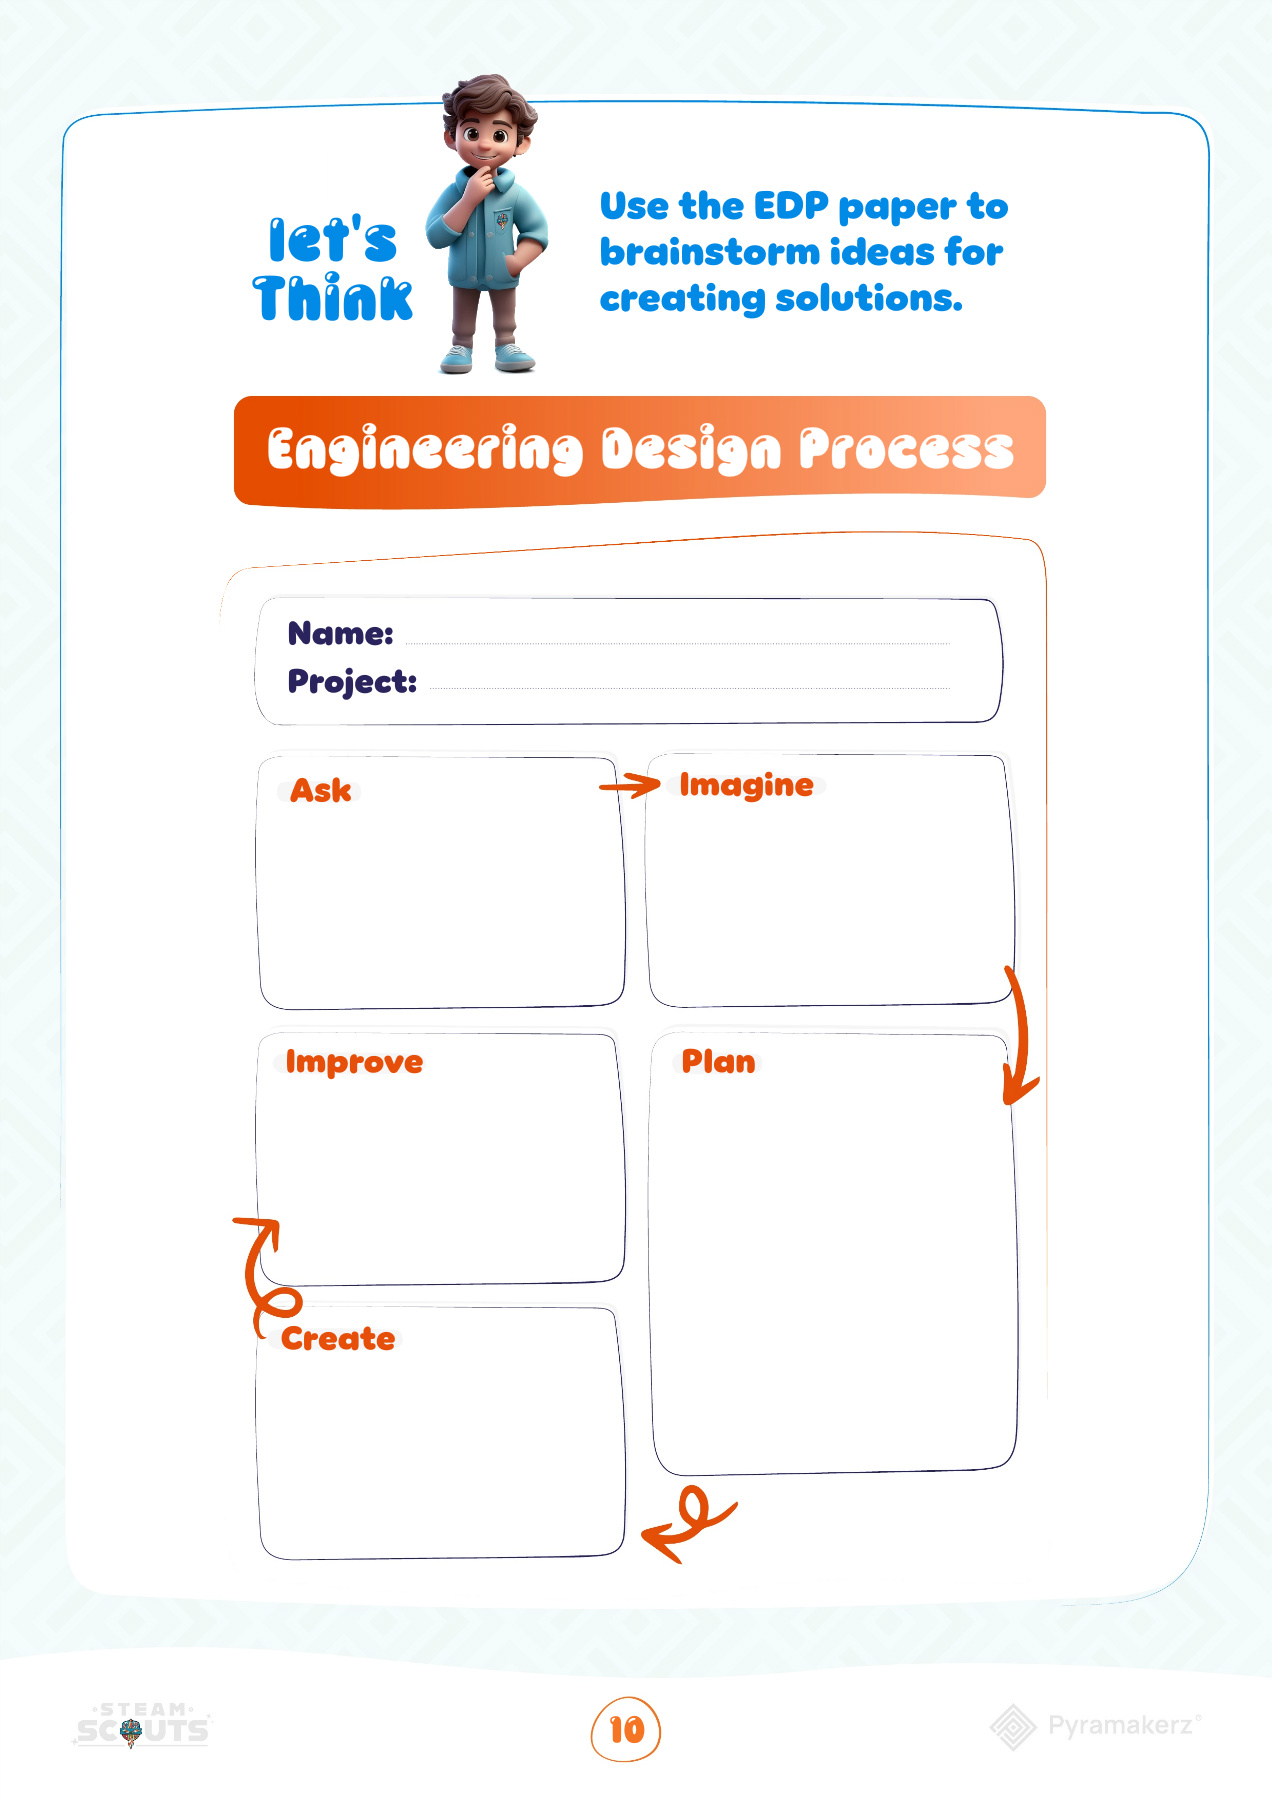 let's
Think
Use the EDP paper to
brainstorm ideas for
creating solutions.
Engineering Design Process
Name:
Project:
Ask
Imagine
Improve
Plan
Create
STEAM
SCOUTS
10
Pyramakerz